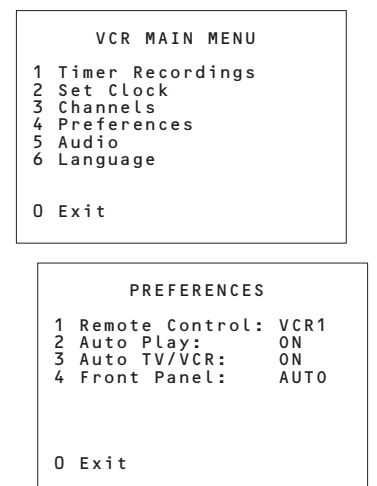 VCR MAIN MENU
1 Timer Recordings
2 Set Clock
3 Channels
4 Preferences
5 Audio
6 Language
0 Exit
PREFERENCES
1 Remote Control: VCR1
2 Auto Play: ON
3 Auto TV/VCR: ON
4 Front Panel: AUTO
0 Exit